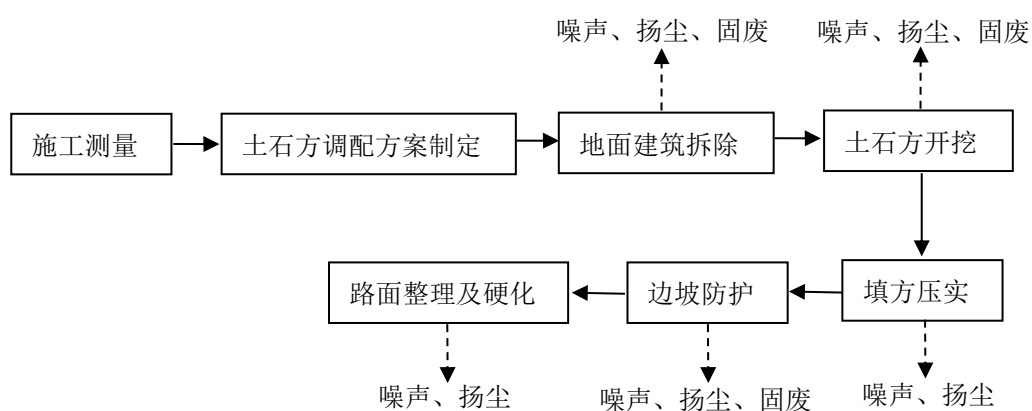 噪声、扬尘、固废
噪声、扬尘、固废
施工测量
土石方调配方案制定
地面建筑拆除
土石方开挖
路面整理及硬化
边坡防护
填方压实
噪声、扬尘
噪声、扬尘、固废
噪声、扬尘